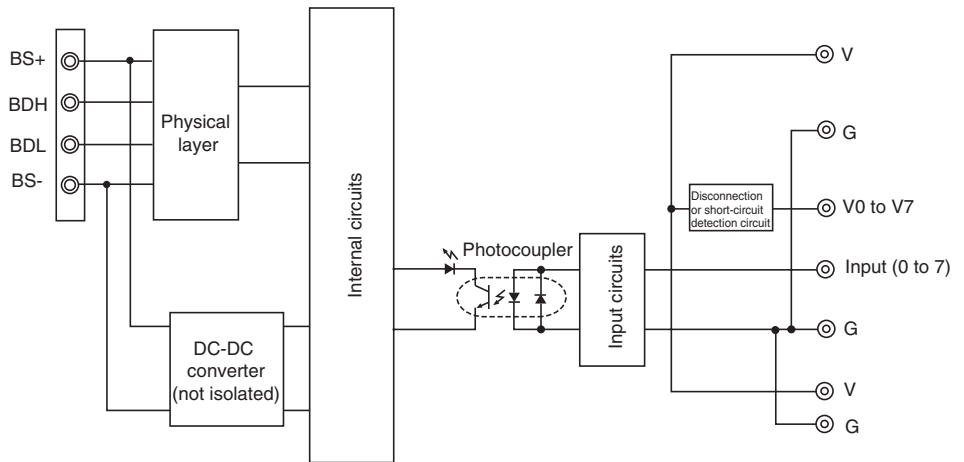 BS+
BDH
BDL
BS-
Physical
layer
DC-DC
converter
(not isolated)
Internal circuits
Photocoupler
Input circuits
Disconnection
or short-circuit
detection circuit
V
G
V0 to V7
Input (0 to 7)
G
V
G